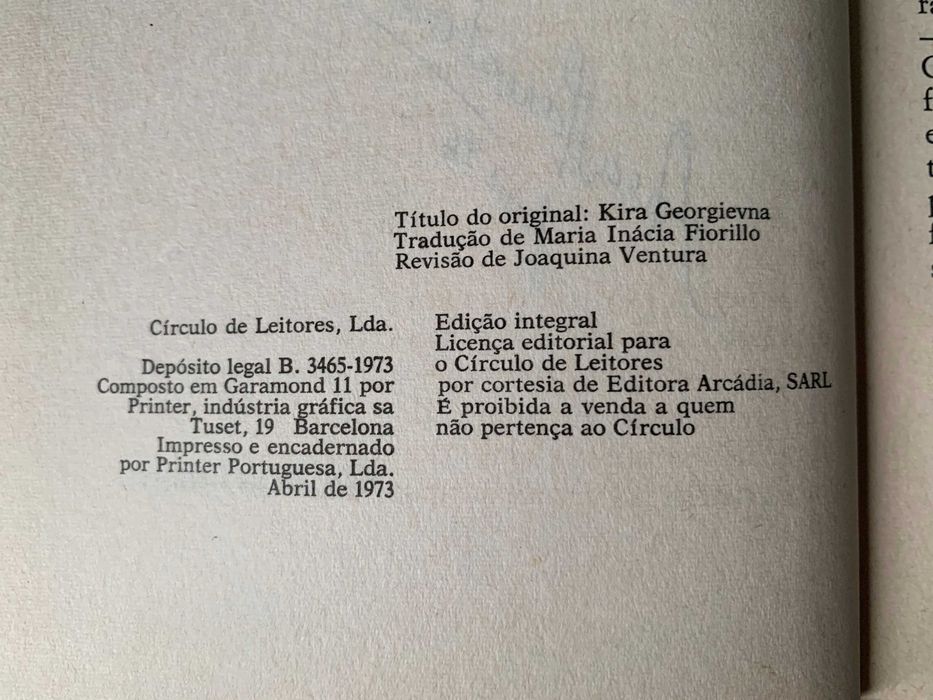 Título do original: Kira Georgievna
Tradução de Maria Inácia Fiorillo
Revisão de Joaquina Ventura
Círculo de Leitores, Lda.
Depósito legal B. 3465-1973
Composto em Garamond 11 por
Printer, indústria gráfica sa
Tuset, 19 Barcelona
Impresso e encadernado
por Printer Portuguesa, Lda.
Abril de 1973
Edição integral
Licença editorial para
o Círculo de Leitores
por cortesia de Editora Arcádia, SARL
É proibida a venda a quem
não pertença ao Círculo